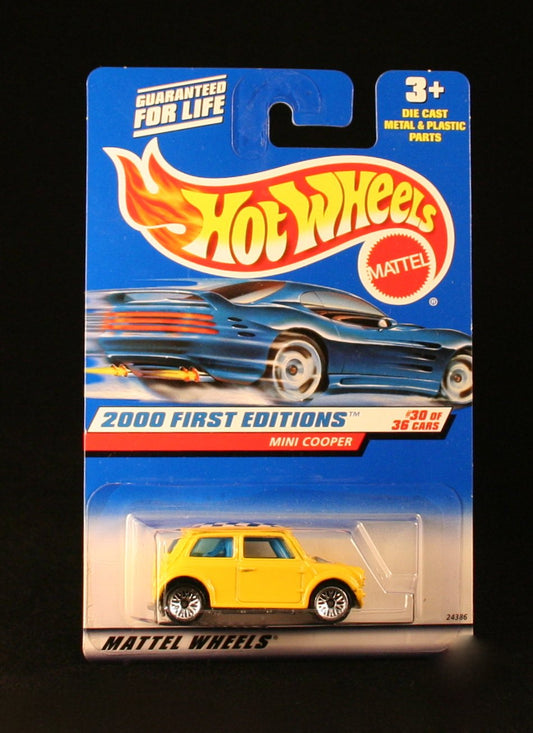 GUARANTEED
FOR LIFE
3+
DIE CAST
METAL & PLASTIC
PARTS
HOT WHEELS
MATTEL
®
2000 FIRST EDITIONS™
#30 OF
36 CARS
MINI COOPER
24386
MATTEL WHEELS®